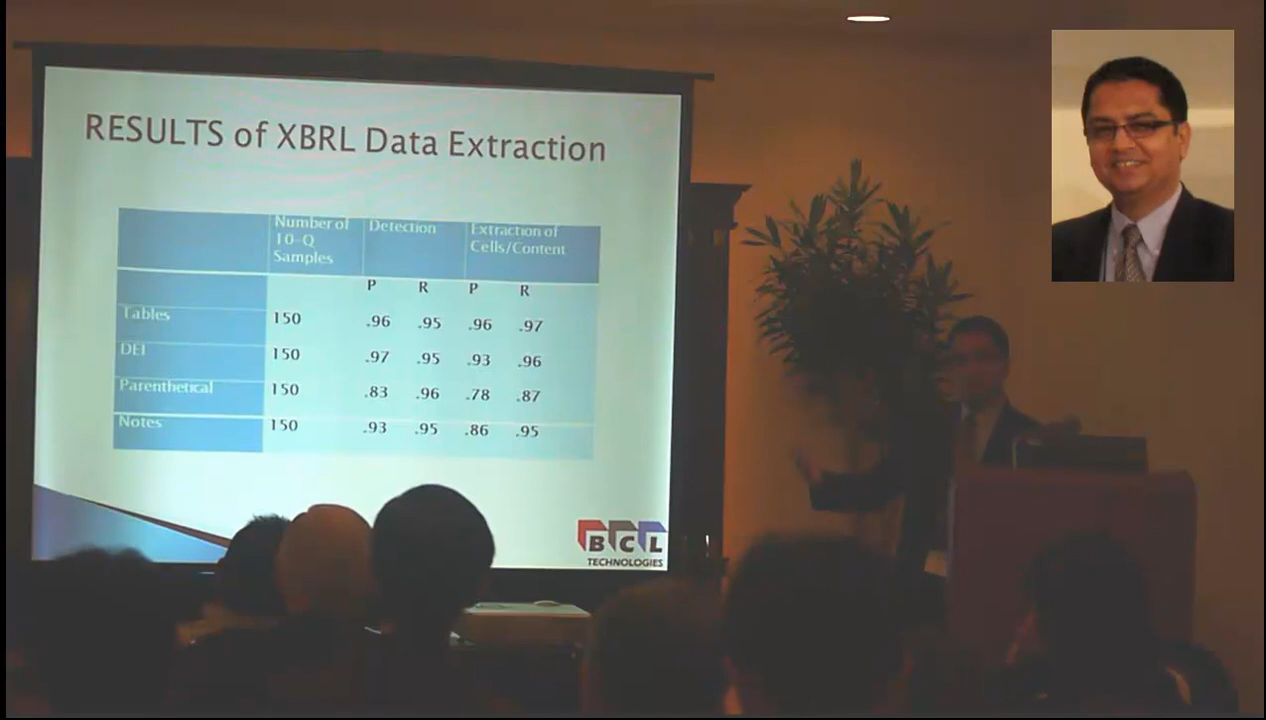 RESULTS of XBRL Data Extraction
Number of 10-Q Samples Detection Extraction of Cells/Content
P R P R
Tables 150 .96 .95 .96 .97
DEI 150 .97 .95 .93 .96
Parenthetical 150 .83 .96 .78 .87
Notes 150 .93 .95 .86 .95
BCL
TECHNOLOGIES